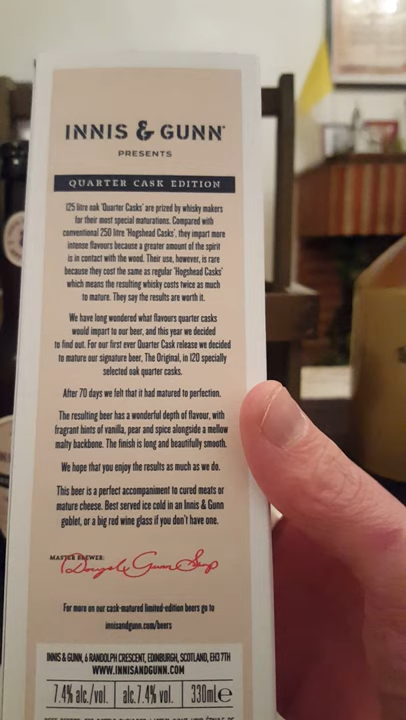 INNIS & GUNN
PRESENTS
QUARTER CASK EDITION
125 litre oak 'Quarter Casks' are prized by whisky makers
for their most special maturations. Compared with
conventional 250 litre 'Hogshead Casks', they impart more
intense flavours because a greater amount of the spirit
is in contact with the wood. Their use, however, is rare
because they cost the same as regular 'Hogshead Casks'
which means the resulting whisky costs twice as much
to mature. They say the results are worth it.
We have long wondered what flavours quarter casks
would impart to our beer, and this year we decided
to find out. For our first ever Quarter Cask release we decided
to mature our signature beer, The Original, in 120 specially
selected oak quarter casks.
After 70 days we felt that it had matured to perfection.
The resulting beer has a wonderful depth of flavour, with
fragrant hints of vanilla, pear and spice alongside a mellow
malty backbone. The finish is long and beautifully smooth.
We hope that you enjoy the results as much as we do.
This beer is a perfect accompaniment to cured meats or
mature cheese. Best served ice cold in an Innis & Gunn
goblet, or a big red wine glass if you don't have one.
MASTER BREWER:
Dougal Gunn Sharp
For more on our cask-matured limited-edition beers go to
innisandgunn.com/beers
INNIS & GUNN, 6 RANDOLPH CRESCENT, EDINBURGH, SCOTLAND, EH3 7TH
WWW.INNISANDGUNN.COM
7.4% alc./vol. alc.7.4% vol. 330ml e